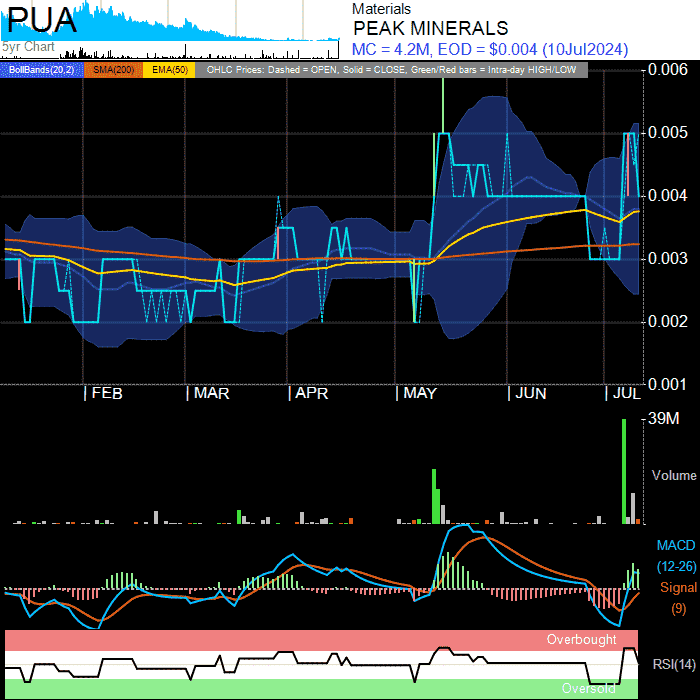 PUA
5yr Chart
Materials
PEAK MINERALS
MC = 4.2M, EOD = $0.004 (10Jul2024)
BollBands(20,2) SMA(200) EMA(50) OHLC Prices: Dashed = OPEN, Solid = CLOSE, Green/Red bars = Intra-day HIGH/LOW
0.006
0.005
0.004
0.003
0.002
0.001
| FEB | MAR | APR | MAY | JUN | JUL
39M
Volume
MACD
(12-26)
Signal
(9)
Overbought
RSI(14)
Oversold